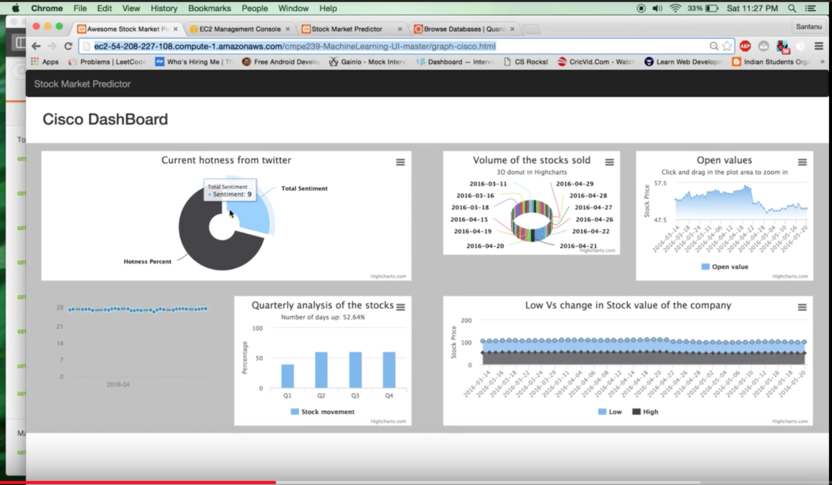 Chrome File Edit View History Bookmarks People Window Help 33% Sat 11:27 PM
Awesome Stock Market Pr
EC2 Management Console
Stock Market Predictor
Browse Databases | Quan
Santanu
ec2-54-208-227-108.compute-1.amazonaws.com/cmpe239-MachineLearning-UI-master/graph-cisco.html
Apps Problems | LeetCod Who's Hiring Me | T Free Android Develo Gainlo - Mock Interv Dashboard — Interv CS Rocks! CricVid.Com - Watc Learn Web Develop Indian Students Org
Stock Market Predictor
Cisco DashBoard
Current hotness from twitter
Total Sentiment
Sentiment: 9
Total Sentiment
Hotness Percent
Highcharts.com
Volume of the stocks sold
3D donut in Highcharts
2016-03-11 2016-04-29
2016-03-16 2016-04-28
2016-03-18 2016-04-27
2016-04-15 2016-04-26
2016-04-19 2016-04-22
2016-04-20 2016-04-21
Highcharts.com
Open values
Click and drag in the plot area to zoom in
Stock Price
57.5
47.5
Open value
Highcharts.com
29
21
14
7
0
2016-04
Quarterly analysis of the stocks
Number of days up: 52.64%
Percentage
100
50
0
Q1 Q2 Q3 Q4
Stock movement
Highcharts.com
Low Vs change in Stock value of the company
Stock Price
200
100
0
Low High
Highcharts.com